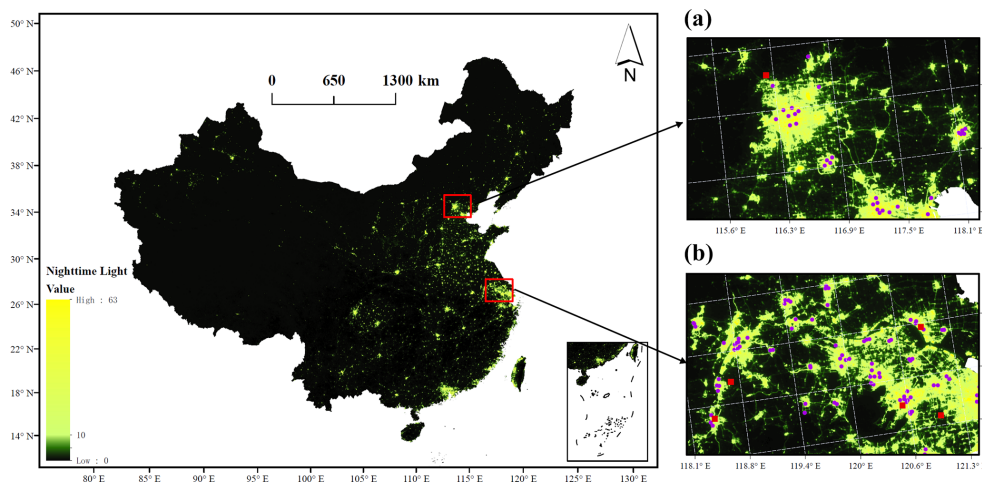 (a)
50° N
46° N
42° N
38° N
34° N
30° N
26° N
22° N
18° N
14° N
0 650 1300 km
N
Nighttime Light
Value
High : 63
10
Low : 0
80° E 85° E 90° E 95° E 100° E 105° E 110° E 115° E 120° E 125° E 130° E
115.6° E 116.3° E 116.9° E 117.5° E 118.1° E
(b)
118.1° E 118.8° E 119.4° E 120° E 120.6° E 121.3° E